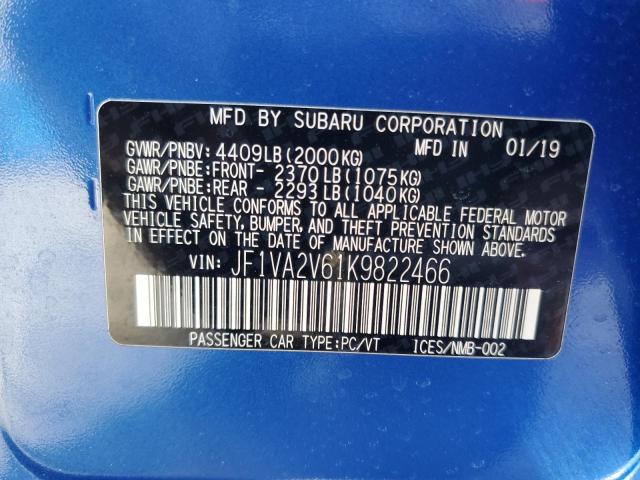 MFD BY SUBARU CORPORATION
MFD IN 01/19
GVWR/PNBV: 4409LB(2000KG)
GAWR/PNBE:FRONT- 2370LB(1075KG)
GAWR/PNBE:REAR - 2293LB(1040KG)
THIS VEHICLE CONFORMS TO ALL APPLICABLE FEDERAL MOTOR
VEHICLE SAFETY, BUMPER, AND THEFT PREVENTION STANDARDS
IN EFFECT ON THE DATE OF MANUFACTURE SHOWN ABOVE.
VIN: JF1VA2V61K9822466
PASSENGER CAR TYPE:PC/VT ICES/NMB-002